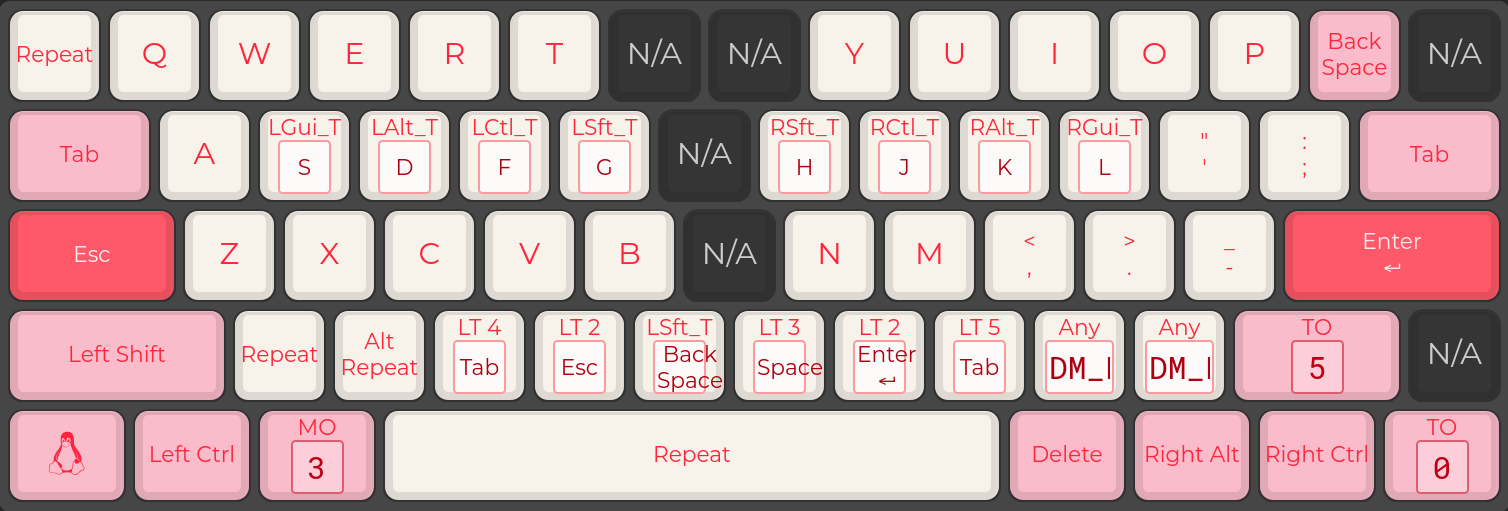 Repeat Q W E R T N/A N/A Y U I O P Back Space N/A
Tab A LGui_T S LAlt_T D LCtl_T F LSft_T G N/A RSft_T H RCtl_T J RAlt_T K RGui_T L " ' : ; Tab
Esc Z X C V B N/A N M < , > . _ - Enter ↵
Left Shift Repeat Alt Repeat LT 4 Tab LT 2 Esc LSft_T Back Space LT 3 Space LT 2 Enter ↵ LT 5 Tab Any DM_ Any DM_ TO 5 N/A
Left Ctrl MO 3 Repeat Delete Right Alt Right Ctrl TO 0